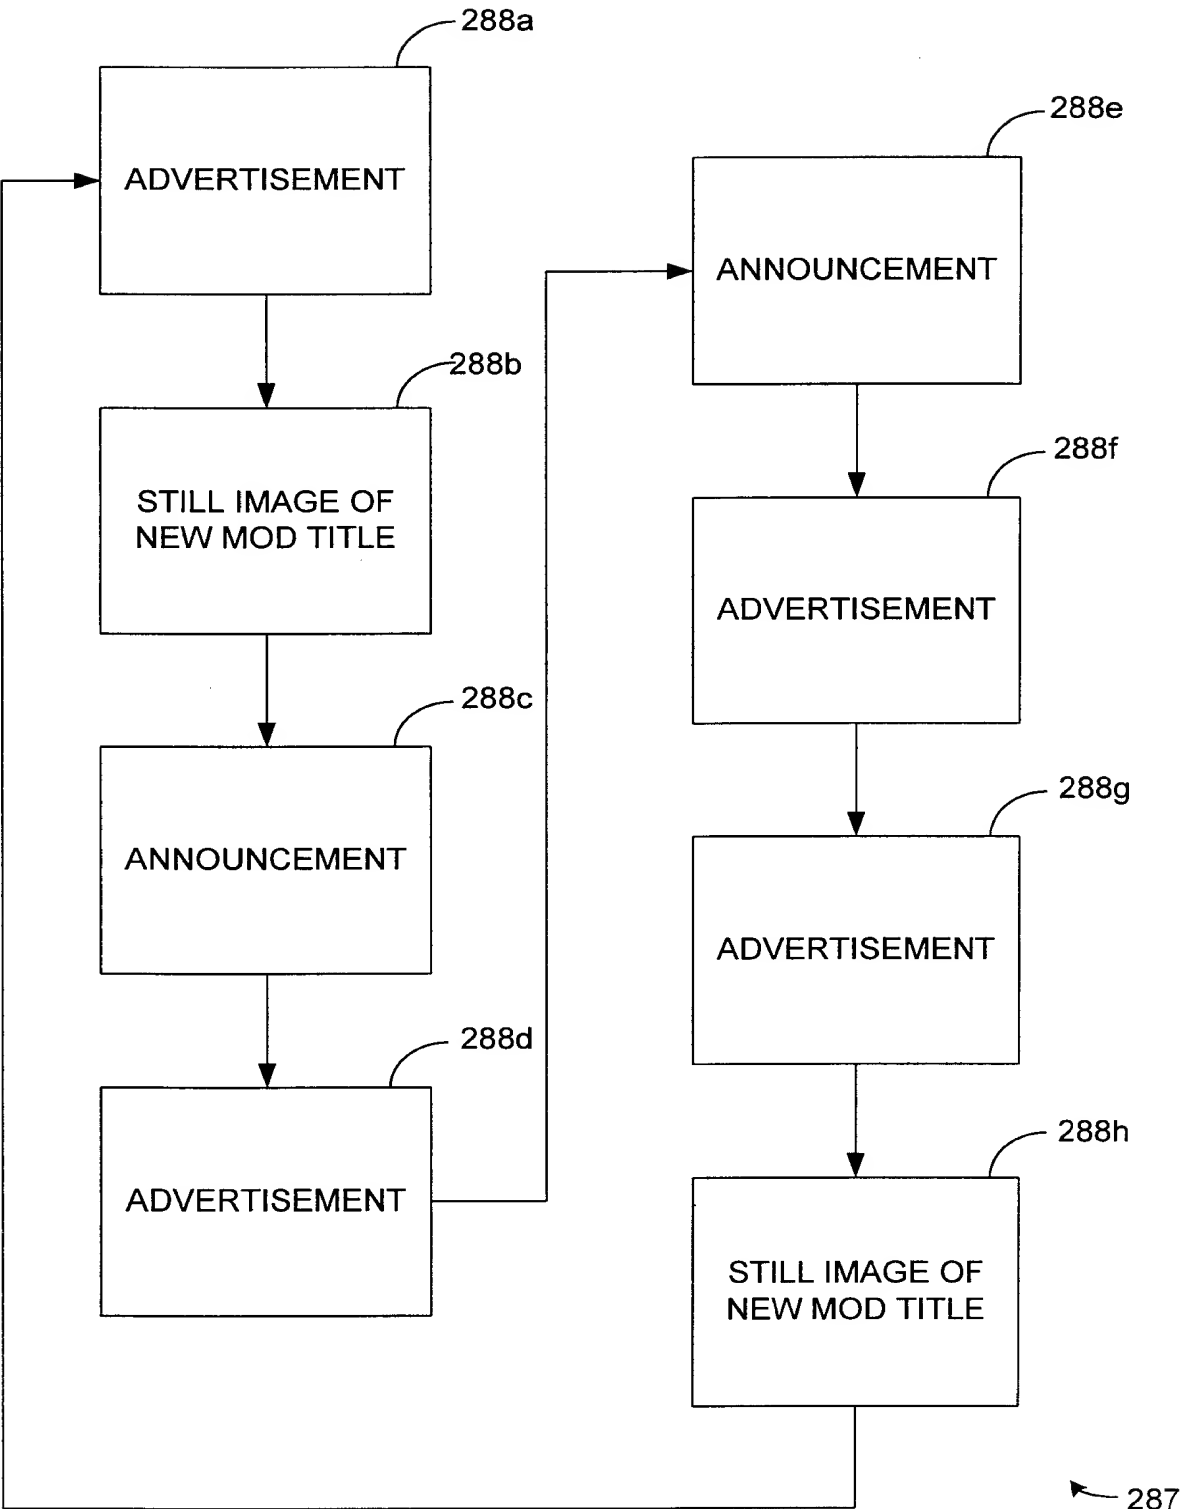 288a
ADVERTISEMENT
288b
STILL IMAGE OF
NEW MOD TITLE
288c
ANNOUNCEMENT
288d
ADVERTISEMENT
288e
ANNOUNCEMENT
288f
ADVERTISEMENT
288g
ADVERTISEMENT
288h
STILL IMAGE OF
NEW MOD TITLE
287